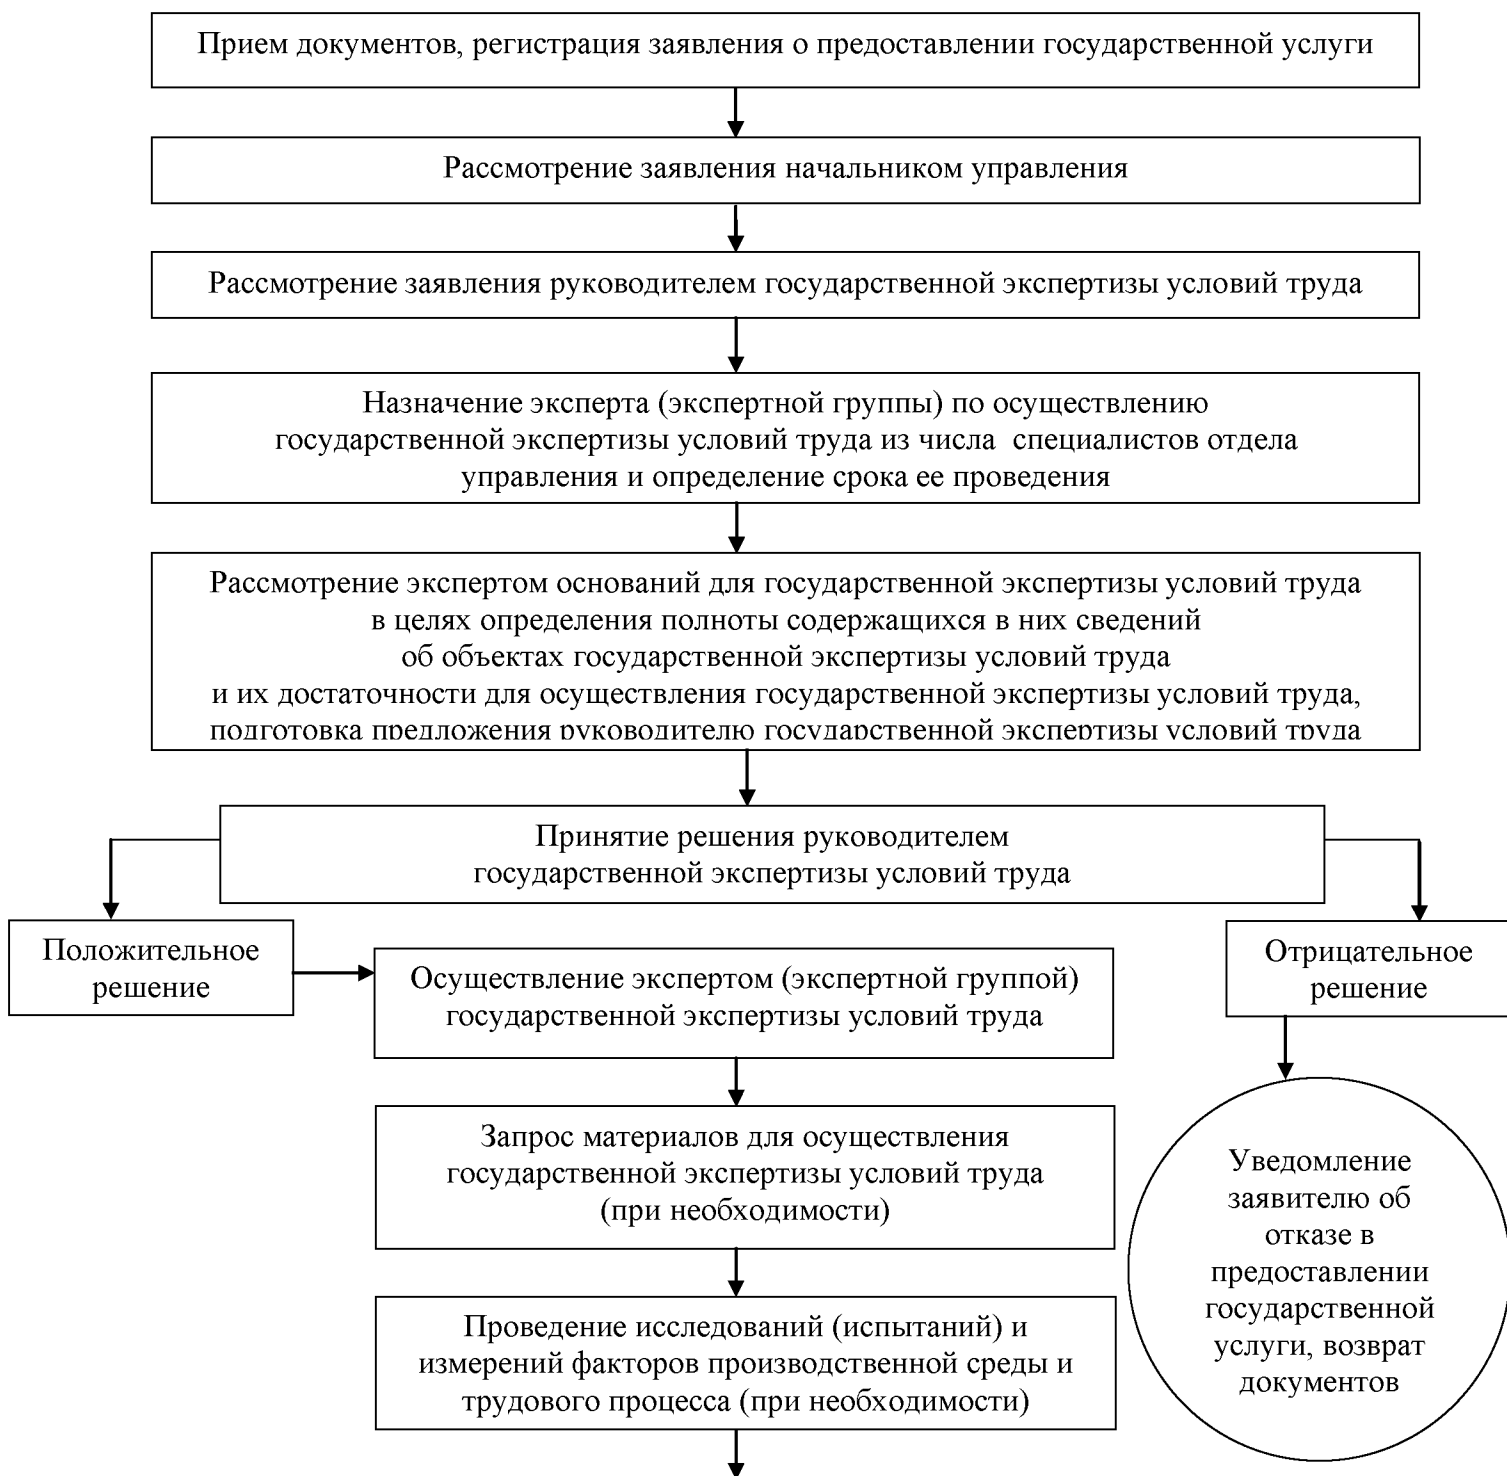 Прием документов, регистрация заявления о предоставлении государственной услуги
Рассмотрение заявления начальником управления
Рассмотрение заявления руководителем государственной экспертизы условий труда
Назначение эксперта (экспертной группы) по осуществлению
государственной экспертизы условий труда из числа специалистов отдела
управления и определение срока ее проведения
Рассмотрение экспертом оснований для государственной экспертизы условий труда
в целях определения полноты содержащихся в них сведений
об объектах государственной экспертизы условий труда
и их достаточности для осуществления государственной экспертизы условий труда,
подготовка предложения руководителю государственной экспертизы условий труда
Принятие решения руководителем
государственной экспертизы условий труда
Положительное
решение
Отрицательное
решение
Осуществление экспертом (экспертной группой)
государственной экспертизы условий труда
Запрос материалов для осуществления
государственной экспертизы условий труда
(при необходимости)
Проведение исследований (испытаний) и
измерений факторов производственной среды и
трудового процесса (при необходимости)
Уведомление
заявителю об
отказе в
предоставлении
государственной
услуги, возврат
документов